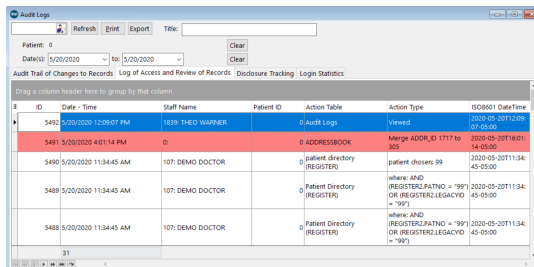 Audit Logs
Refresh Print Export Title:
Patient: 0 Clear
Date(s): 5/20/2020 to: 5/20/2020 Clear
Audit Trail of Changes to Records Log of Access and Review of Records Disclosure Tracking Login Statistics
Drag a column header here to group by that column
ID Date - Time Staff Name Patient ID Action Table Action Type ISO8601 DateTime
5492 5/20/2020 12:09:07 PM 1839: THEO WARNER 0 Audit Logs Viewed 2020-05-20T12:09:
07-05:00
5491 5/20/2020 4:01:14 PM 0: 0 ADDRESSBOOK Merge ADDR_ID 1717 to 2020-05-20T16:01:
305 14-05:00
5490 5/20/2020 11:34:45 AM 107: DEMO DOCTOR 0 patient directory patient chosen: 99 2020-05-20T11:34:
(REGISTER) 45-05:00
where: AND
5489 5/20/2020 11:34:45 AM 107: DEMO DOCTOR 0 Patient Directory (REGISTER2.PATNO = "99") 2020-05-20T11:34:
(REGISTER) OR (REGISTER2.LEGACYID 45-05:00
= "99")
where: AND
5488 5/20/2020 11:34:45 AM 107: DEMO DOCTOR 0 Patient Directory (REGISTER2.PATNO = "99") 2020-05-20T11:34:
(REGISTER) OR (REGISTER2.LEGACYID 45-05:00
= "99")
31